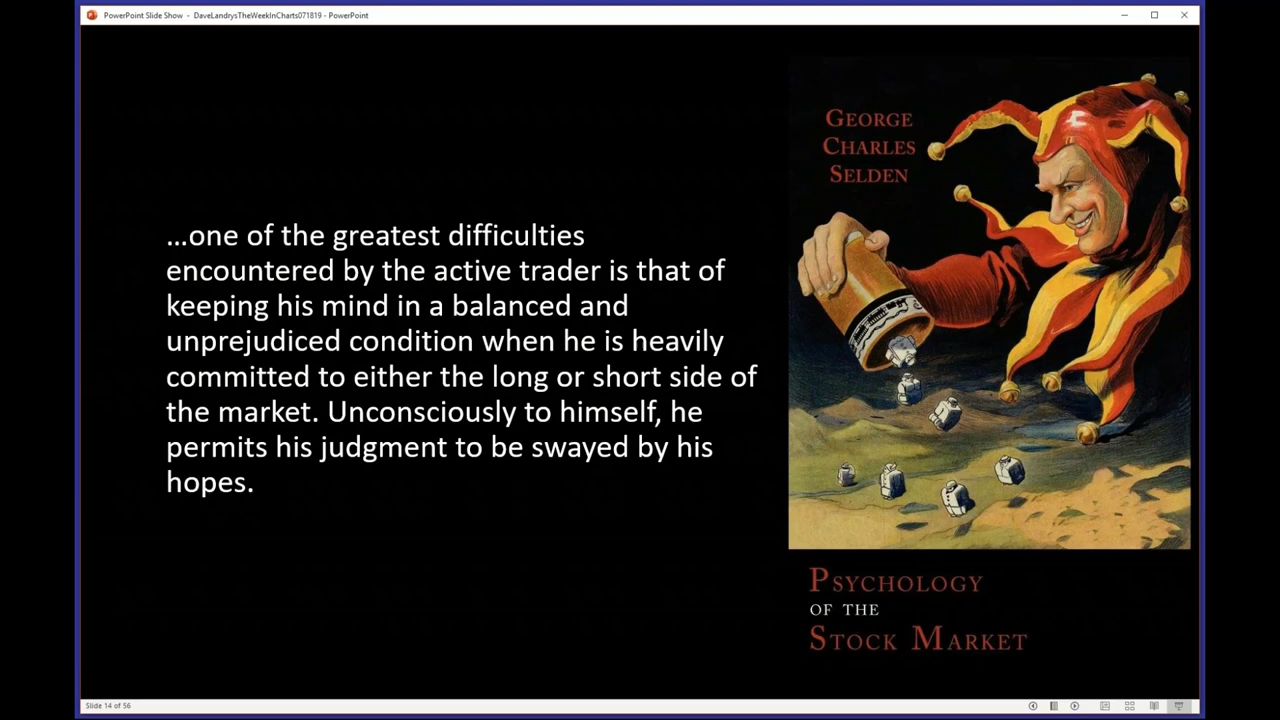 PowerPoint Slide Show - DaveLandrysTheWeekInCharts071819 - PowerPoint
…one of the greatest difficulties
encountered by the active trader is that of
keeping his mind in a balanced and
unprejudiced condition when he is heavily
committed to either the long or short side of
the market. Unconsciously to himself, he
permits his judgment to be swayed by his
hopes.
GEORGE
CHARLES
SELDEN
PSYCHOLOGY
OF THE
STOCK MARKET
Slide 14 of 56